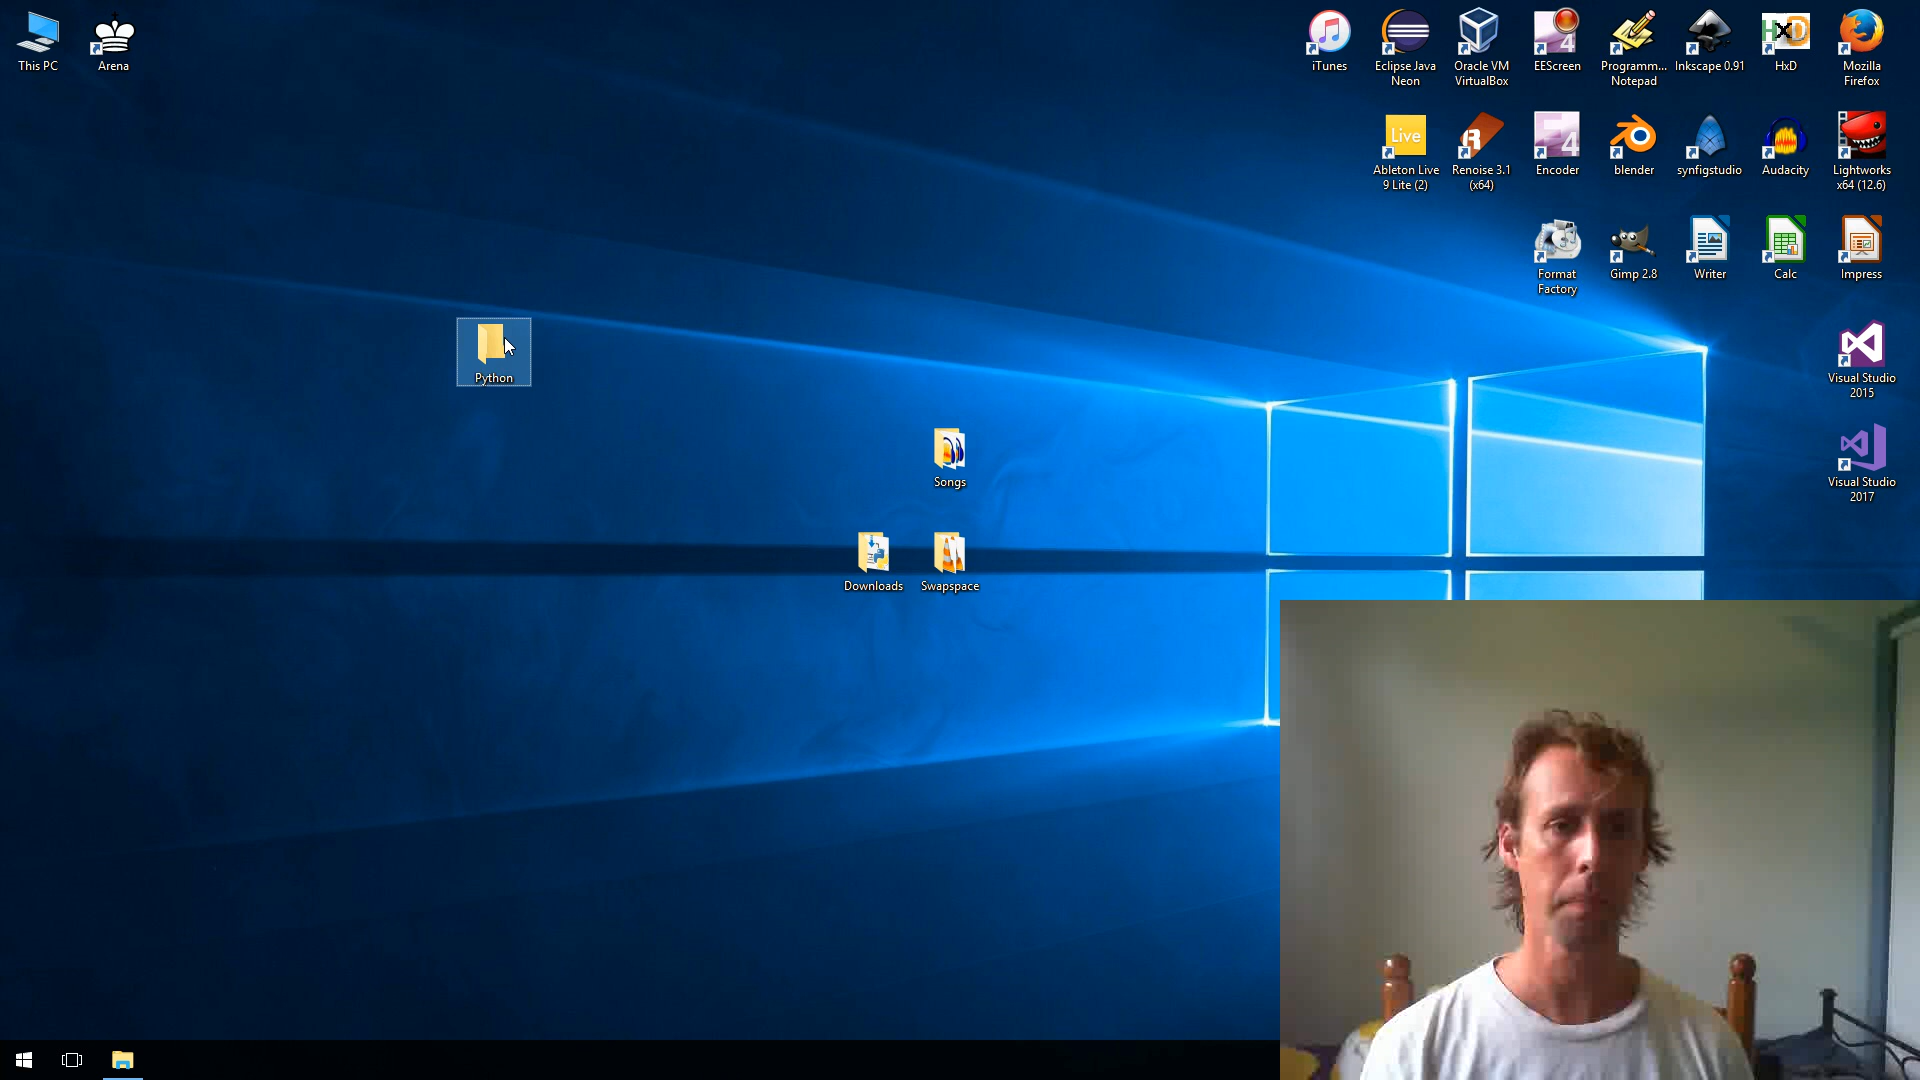 This PC
Arena
iTunes
Eclipse Java
Neon
Oracle VM
VirtualBox
EEScreen
Programm...
Notepad
Inkscape 0.91
HxD
Mozilla
Firefox
Live
Ableton Live
9 Lite (2)
Renoise 3.1
(x64)
Encoder
blender
synfigstudio
Audacity
Lightworks
x64 (12.6)
Format
Factory
Gimp 2.8
Writer
Calc
Impress
Python
Visual Studio
2015
Songs
Visual Studio
2017
Downloads
Swapspace